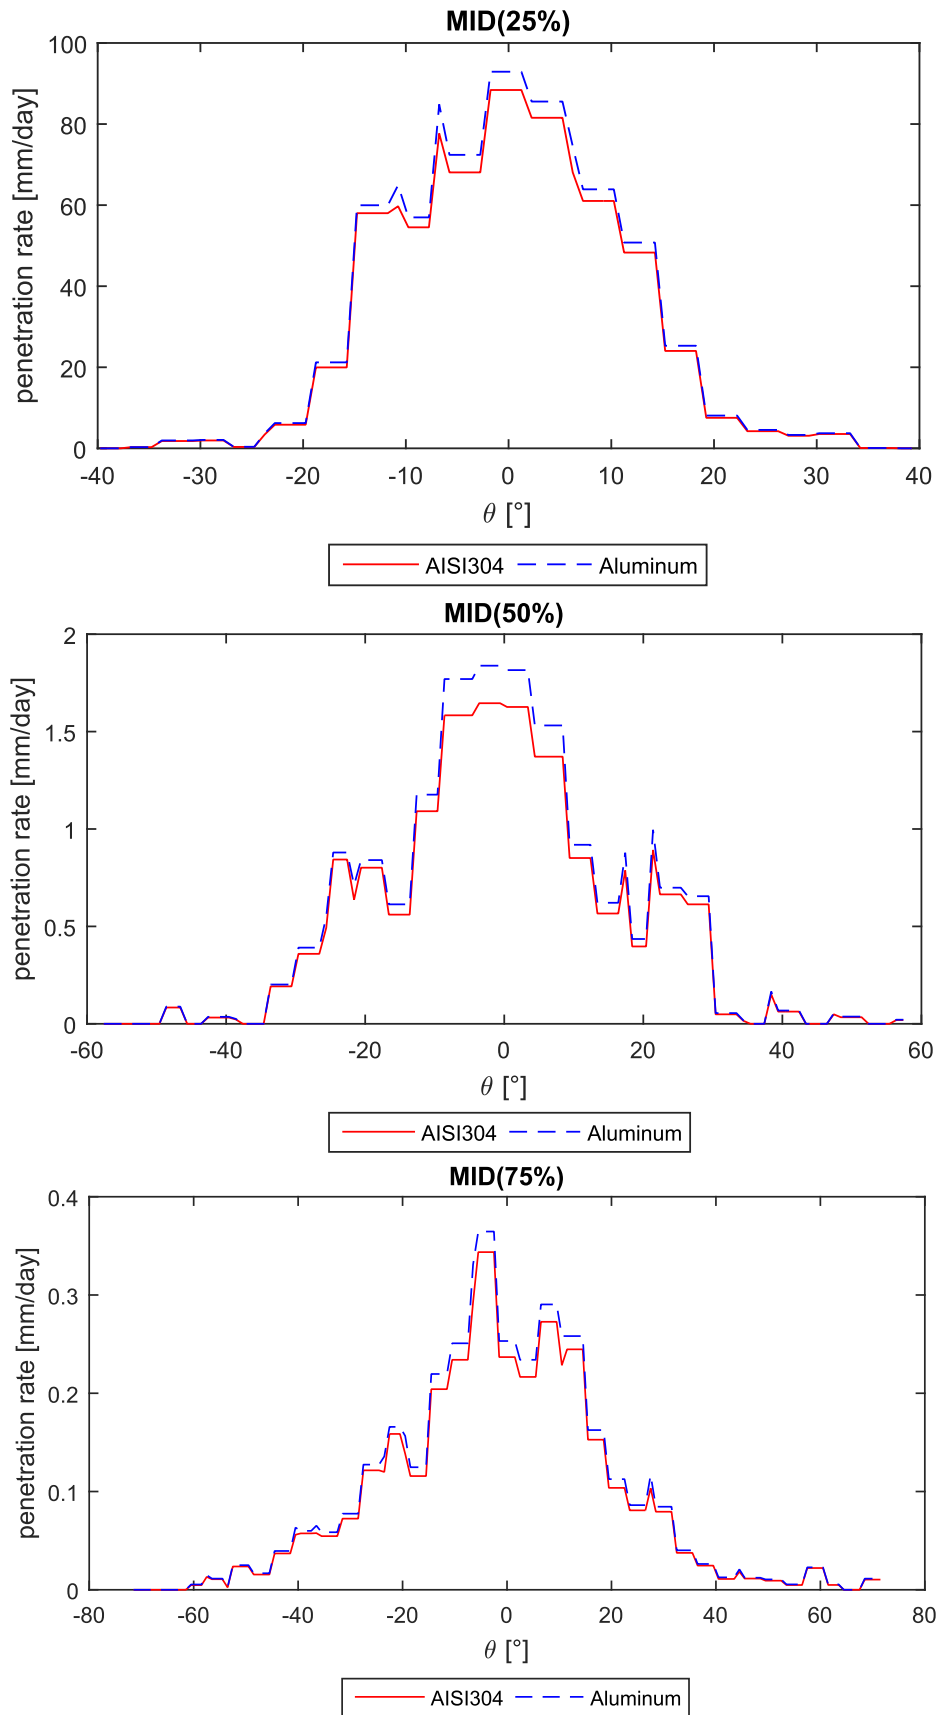 MID(25%)
penetration rate [mm/day]
100
80
60
40
20
0
-40 -30 -20 -10 0 10 20 30 40
θ [°]
AISI304 Aluminum
MID(50%)
penetration rate [mm/day]
2
1.5
1
0.5
0
-60 -40 -20 0 20 40 60
θ [°]
AISI304 Aluminum
MID(75%)
penetration rate [mm/day]
0.4
0.3
0.2
0.1
0
-80 -60 -40 -20 0 20 40 60 80
θ [°]
AISI304 Aluminum